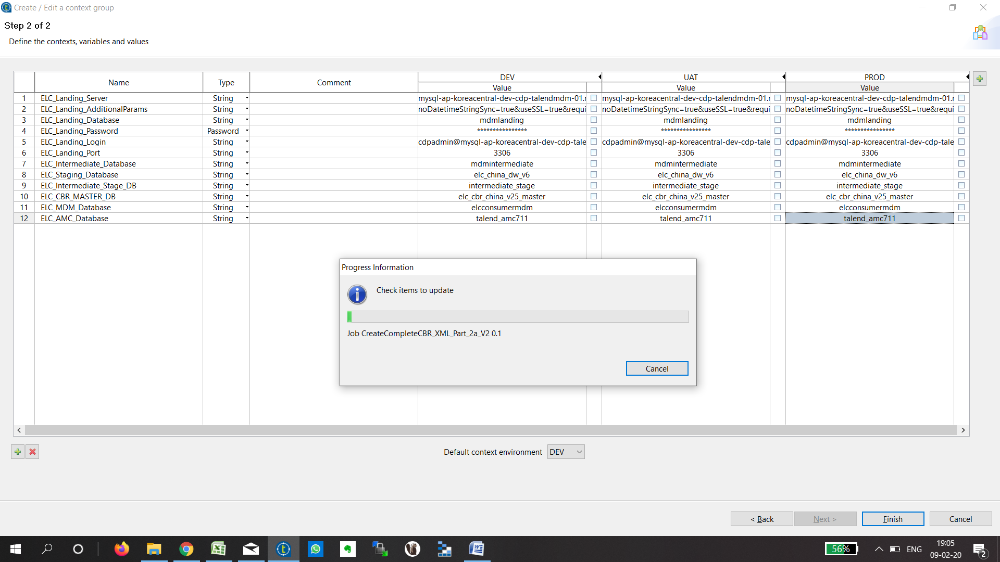 Create / Edit a context group
Step 2 of 2
Define the contexts, variables and values
Name Type Comment DEV UAT PROD
Value Value Value
1 ELC_Landing_Server String mysql-ap-koreacentral-dev-cdp-talendmdm-01. mysql-ap-koreacentral-dev-cdp-talendmdm-01. mysql-ap-koreacentral-dev-cdp-talendmdm-01.
2 ELC_Landing_AdditionalParams String noDatetimeStringSync=true&useSSL=true&requi noDatetimeStringSync=true&useSSL=true&requi noDatetimeStringSync=true&useSSL=true&requi
3 ELC_Landing_Database String mdmlanding mdmlanding mdmlanding
4 ELC_Landing_Password Password **************** **************** ****************
5 ELC_Landing_Login String cdpadmin@mysql-ap-koreacentral-dev-cdp-tale cdpadmin@mysql-ap-koreacentral-dev-cdp-tale cdpadmin@mysql-ap-koreacentral-dev-cdp-tale
6 ELC_Landing_Port String 3306 3306 3306
7 ELC_Intermediate_Database String mdmintermediate mdmintermediate mdmintermediate
8 ELC_Staging_Database String elc_china_dw_v6 elc_china_dw_v6 elc_china_dw_v6
9 ELC_Intermediate_Stage_DB String intermediate_stage intermediate_stage intermediate_stage
10 ELC_CBR_MASTER_DB String elc_cbr_china_v25_master elc_cbr_china_v25_master elc_cbr_china_v25_master
11 ELC_MDM_Database String elcconsumermdm elcconsumermdm elcconsumermdm
12 ELC_AMC_Database String talend_amc711 talend_amc711 talend_amc711
Progress Information
Check items to update
Job CreateCompleteCBR_XML_Part_2a_V2 0.1
Cancel
Default context environment DEV
< Back Next > Finish Cancel
56% ENG 19:05
09-02-20 2